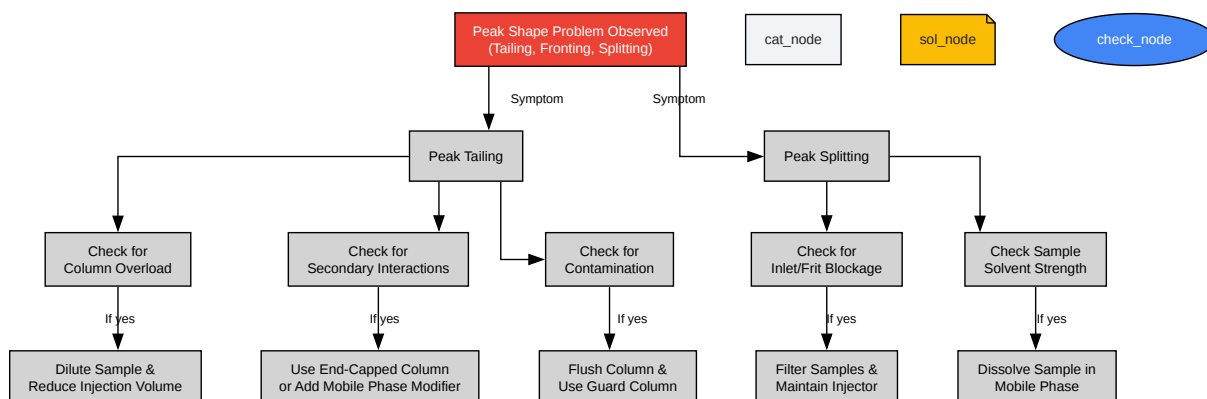 Peak Shape Problem Observed
(Tailing, Fronting, Splitting)
cat_node
sol_node
check_node
Symptom
Symptom
Peak Tailing
Peak Splitting
Check for
Column Overload
Check for
Secondary Interactions
Check for
Contamination
Check for
Inlet/Frit Blockage
Check Sample
Solvent Strength
If yes
If yes
If yes
If yes
If yes
Dilute Sample &
Reduce Injection Volume
Use End-Capped Column
or Add Mobile Phase Modifier
Flush Column &
Use Guard Column
Filter Samples &
Maintain Injector
Dissolve Sample in
Mobile Phase